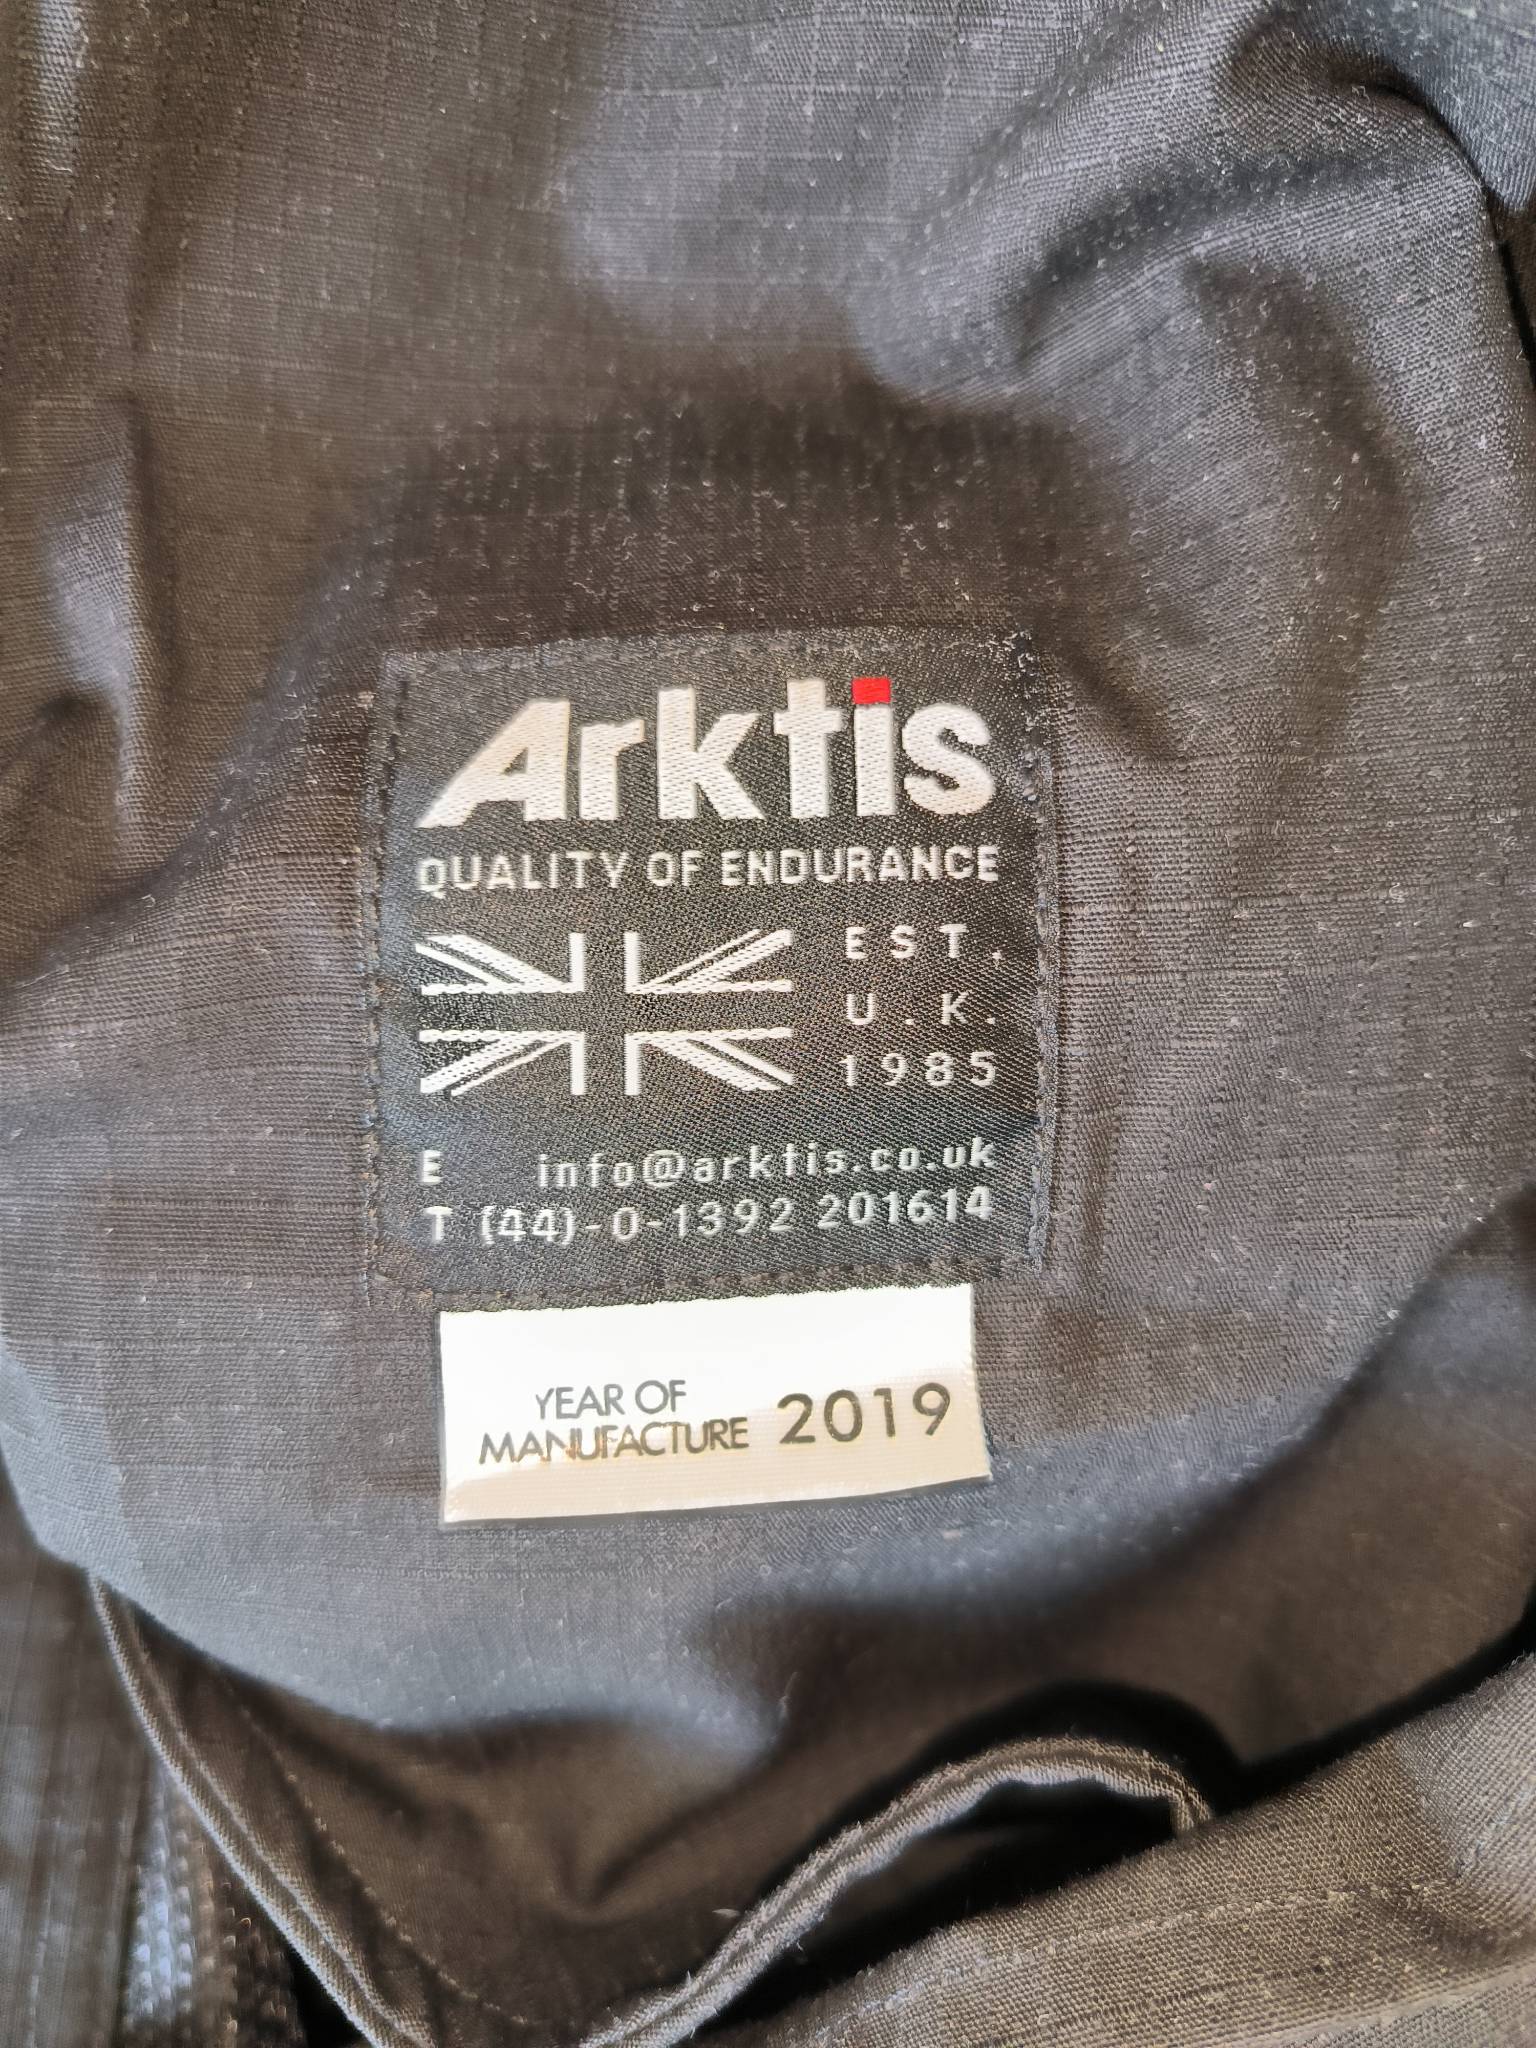 Arktis
QUALITY OF ENDURANCE
EST.
U.K.
1985
E info@arktis.co.uk
T (44)-0-1392 201614
YEAR OF
MANUFACTURE 2019